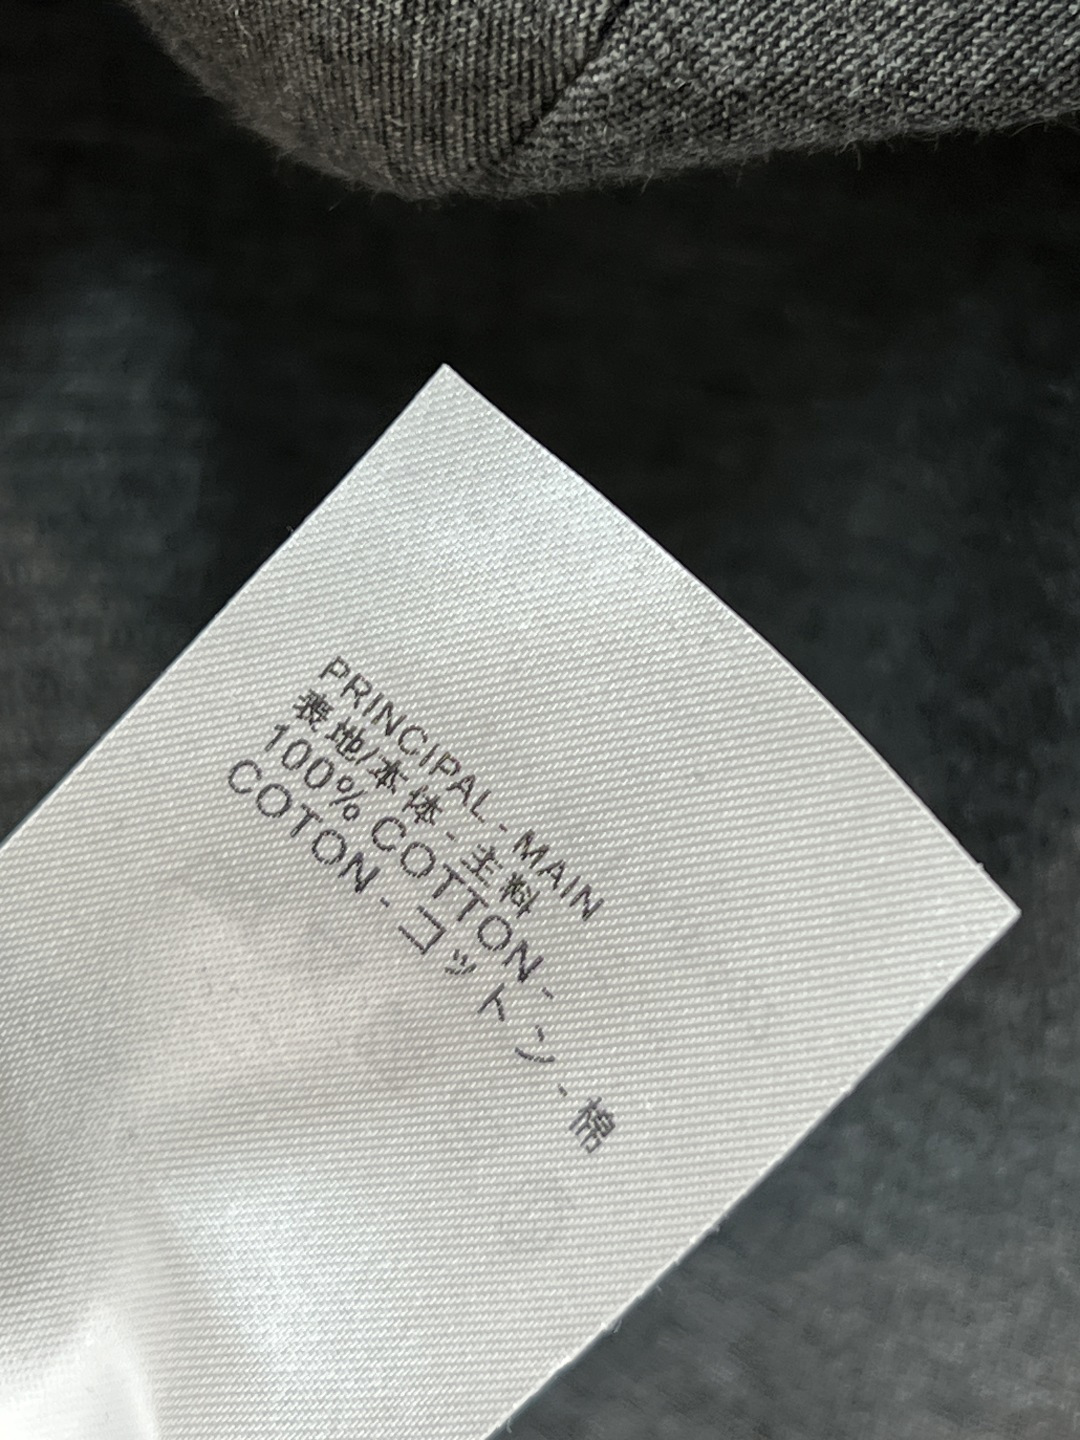 PRINCIPAL - MAIN
表地/本体 - 主料
100% COTTON -
COTON - コットン - 棉